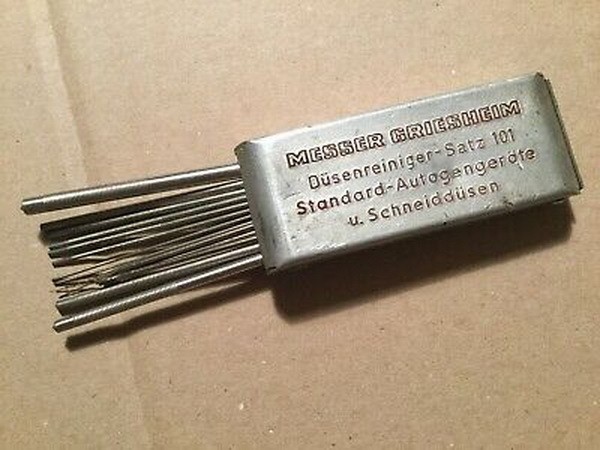 MESSER GRIESHEIM
Düsenreiniger-Satz 101
Standard-Autogengeräte
u. Schneiddüsen